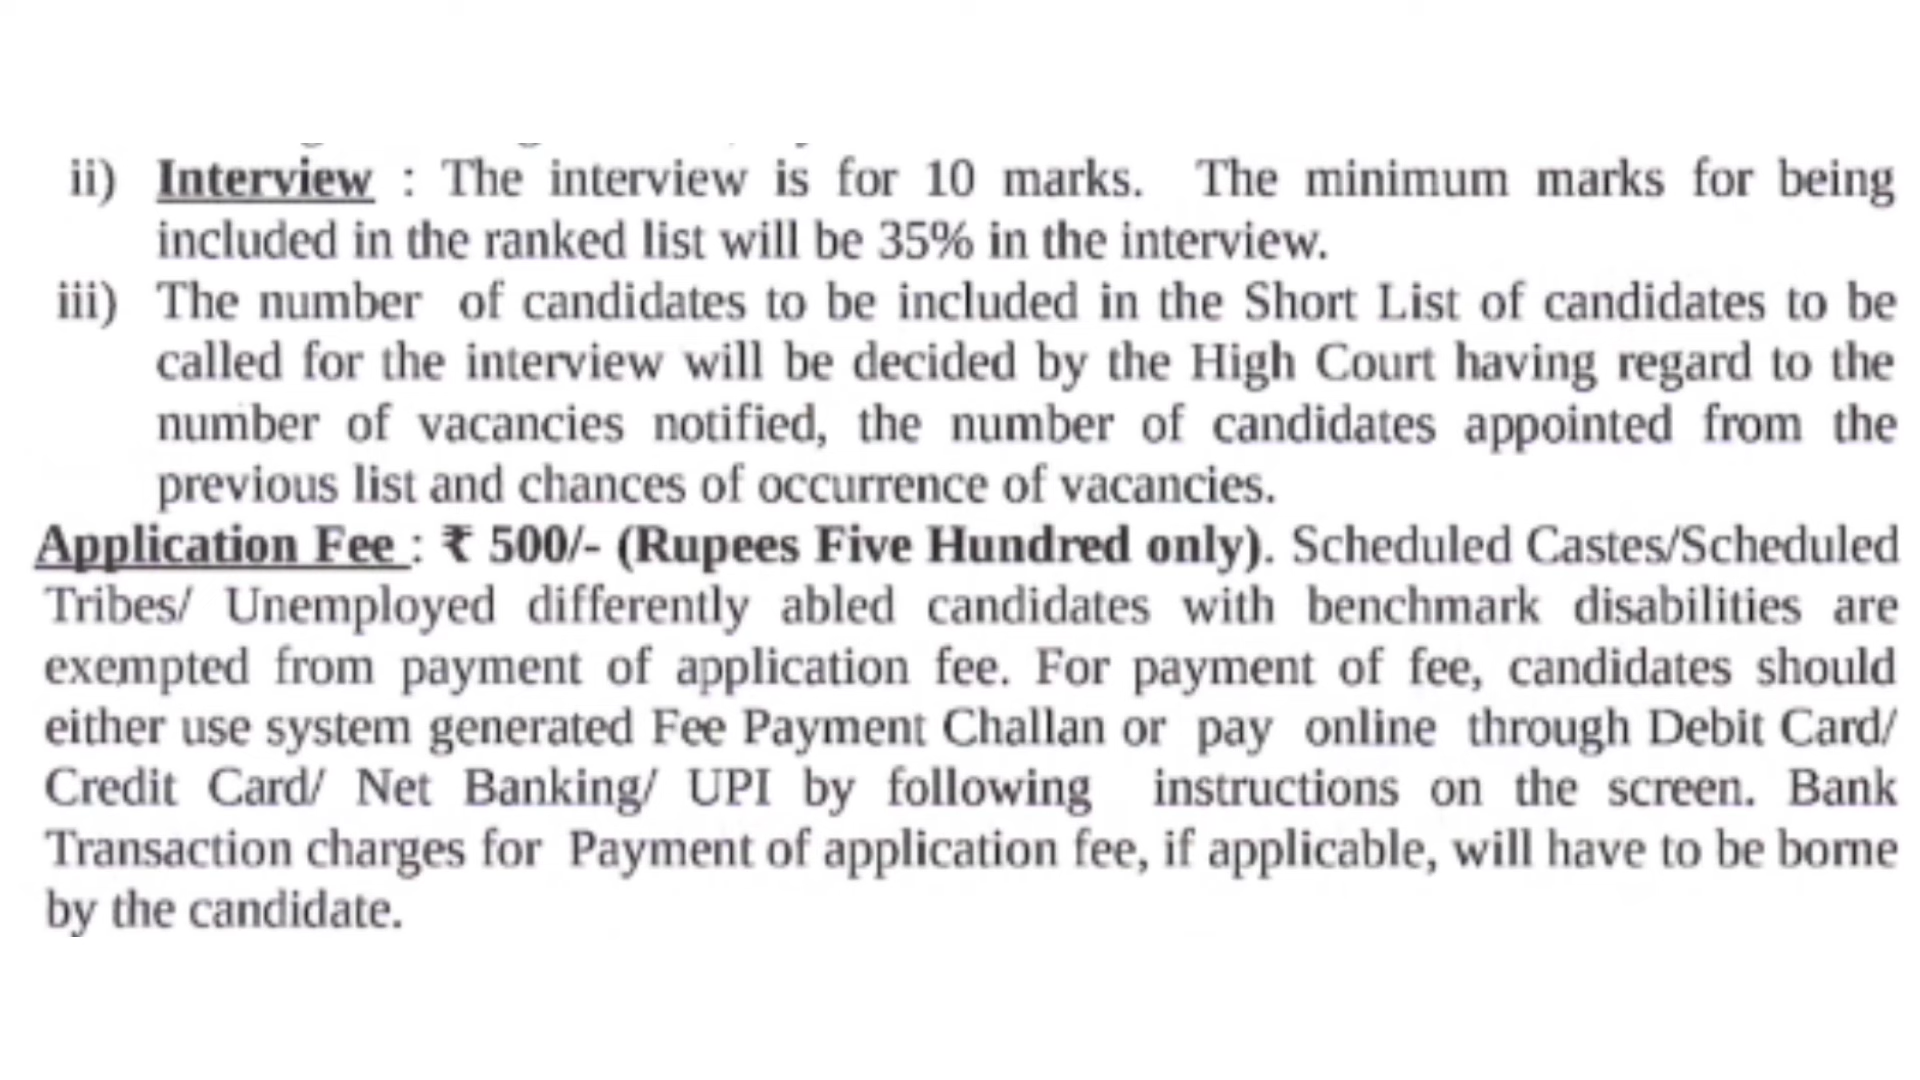 ii) Interview : The interview is for 10 marks. The minimum marks for being
included in the ranked list will be 35% in the interview.
iii) The number of candidates to be included in the Short List of candidates to be
called for the interview will be decided by the High Court having regard to the
number of vacancies notified, the number of candidates appointed from the
previous list and chances of occurrence of vacancies.
Application Fee : ₹ 500/- (Rupees Five Hundred only). Scheduled Castes/Scheduled
Tribes/ Unemployed differently abled candidates with benchmark disabilities are
exempted from payment of application fee. For payment of fee, candidates should
either use system generated Fee Payment Challan or pay online through Debit Card/
Credit Card/ Net Banking/ UPI by following instructions on the screen. Bank
Transaction charges for Payment of application fee, if applicable, will have to be borne
by the candidate.